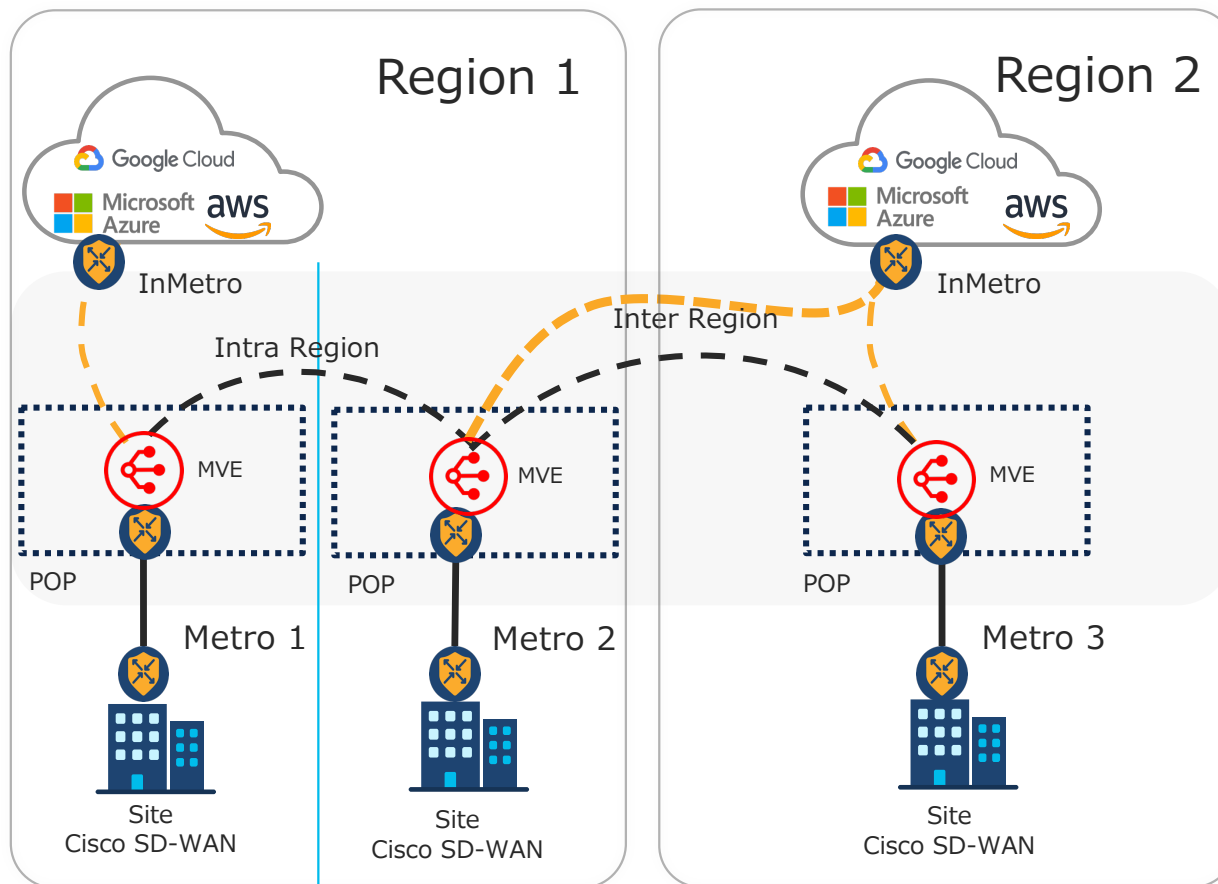 Region 1
Region 2
Google Cloud
Microsoft
Azure
aws
Google Cloud
Microsoft
Azure
aws
InMetro
InMetro
Intra Region
Inter Region
MVE
MVE
MVE
POP
POP
POP
Metro 1
Metro 2
Metro 3
Site
Cisco SD-WAN
Site
Cisco SD-WAN
Site
Cisco SD-WAN